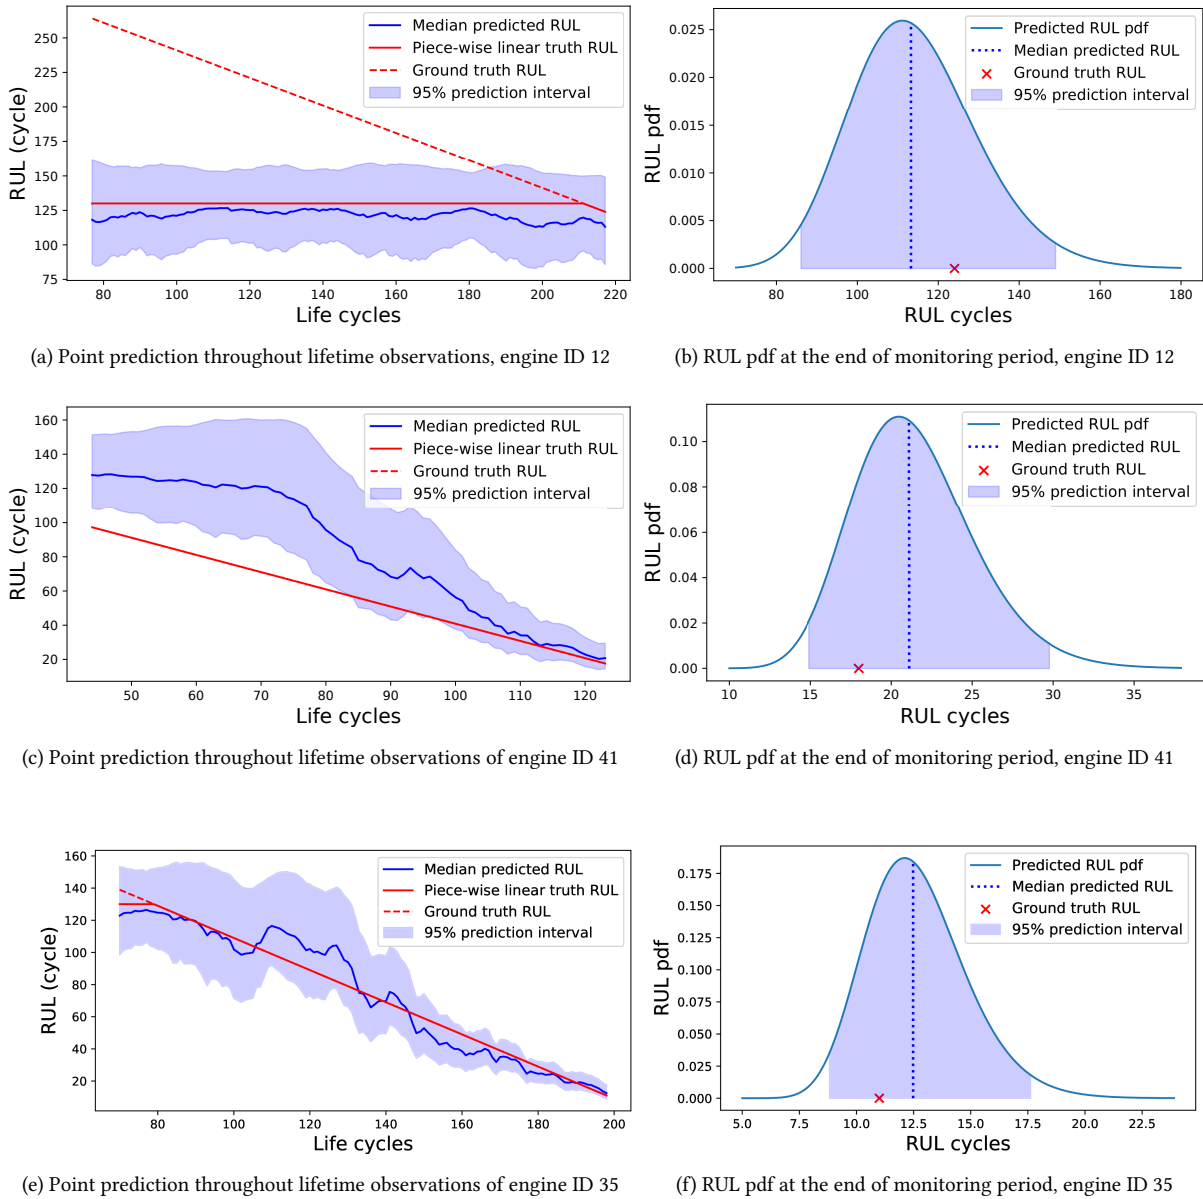 Median predicted RUL
Piece-wise linear truth RUL
Ground truth RUL
95% prediction interval
RUL (cycle)
250
225
200
175
150
125
100
75
80 100 120 140 160 180 200 220
Life cycles
(a) Point prediction throughout lifetime observations, engine ID 12
Predicted RUL pdf
Median predicted RUL
Ground truth RUL
95% prediction interval
RUL pdf
0.025
0.020
0.015
0.010
0.005
0.000
80 100 120 140 160 180
RUL cycles
(b) RUL pdf at the end of monitoring period, engine ID 12
Median predicted RUL
Piece-wise linear truth RUL
Ground truth RUL
95% prediction interval
RUL (cycle)
160
140
120
100
80
60
40
20
50 60 70 80 90 100 110 120
Life cycles
(c) Point prediction throughout lifetime observations of engine ID 41
Predicted RUL pdf
Median predicted RUL
Ground truth RUL
95% prediction interval
RUL pdf
0.10
0.08
0.06
0.04
0.02
0.00
10 15 20 25 30 35
RUL cycles
(d) RUL pdf at the end of monitoring period, engine ID 41
Median predicted RUL
Piece-wise linear truth RUL
Ground truth RUL
95% prediction interval
RUL (cycle)
160
140
120
100
80
60
40
20
80 100 120 140 160 180 200
Life cycles
(e) Point prediction throughout lifetime observations of engine ID 35
Predicted RUL pdf
Median predicted RUL
Ground truth RUL
95% prediction interval
RUL pdf
0.175
0.150
0.125
0.100
0.075
0.050
0.025
0.000
5.0 7.5 10.0 12.5 15.0 17.5 20.0 22.5
RUL cycles
(f) RUL pdf at the end of monitoring period, engine ID 35